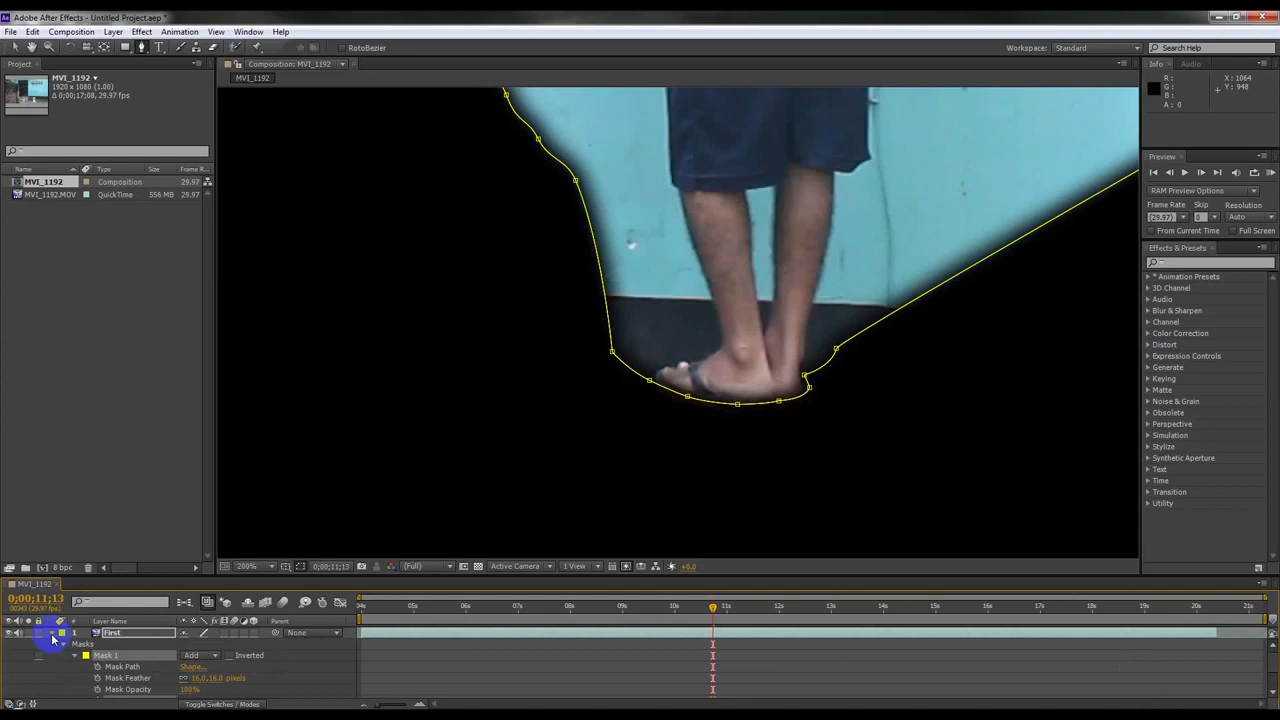 Adobe After Effects - Untitled Project.aep *
File Edit Composition Layer Effect Animation View Window Help
RotoBezier
Workspace: Standard
Search Help
Project
Composition: MVI_1192
Info Audio
MVI_1192
MVI_1192
1920 x 1080 (1.00)
Δ 0;00;17;08, 29.97 fps
R :
G :
B :
A : 0
X : 1064
Y : 948
Name Type Size Frame R...
MVI_1192 Composition 29.97
MVI_1192.MOV QuickTime 556 MB 29.97
Preview
RAM Preview Options
Frame Rate Skip Resolution
(29.97) 0 Auto
From Current Time Full Screen
Effects & Presets
* Animation Presets
3D Channel
Audio
Blur & Sharpen
Channel
Color Correction
Distort
Expression Controls
Generate
Keying
Matte
Noise & Grain
Obsolete
Perspective
Simulation
Stylize
Synthetic Aperture
Text
Time
Transition
Utility
8 bpc
200% 0;00;11;13 (Full) Active Camera 1 View +0.0
MVI_1192
0;00;11;13
00343 (29.97 fps)
04s 05s 06s 07s 08s 09s 10s 11s 12s 13s 14s 15s 16s 17s 18s 19s 20s 21s
# Layer Name Parent
1 First None
Masks
Mask 1 Add Inverted
Mask Path Shape...
Mask Feather 16.0,16.0 pixels
Mask Opacity 100%
Toggle Switches / Modes